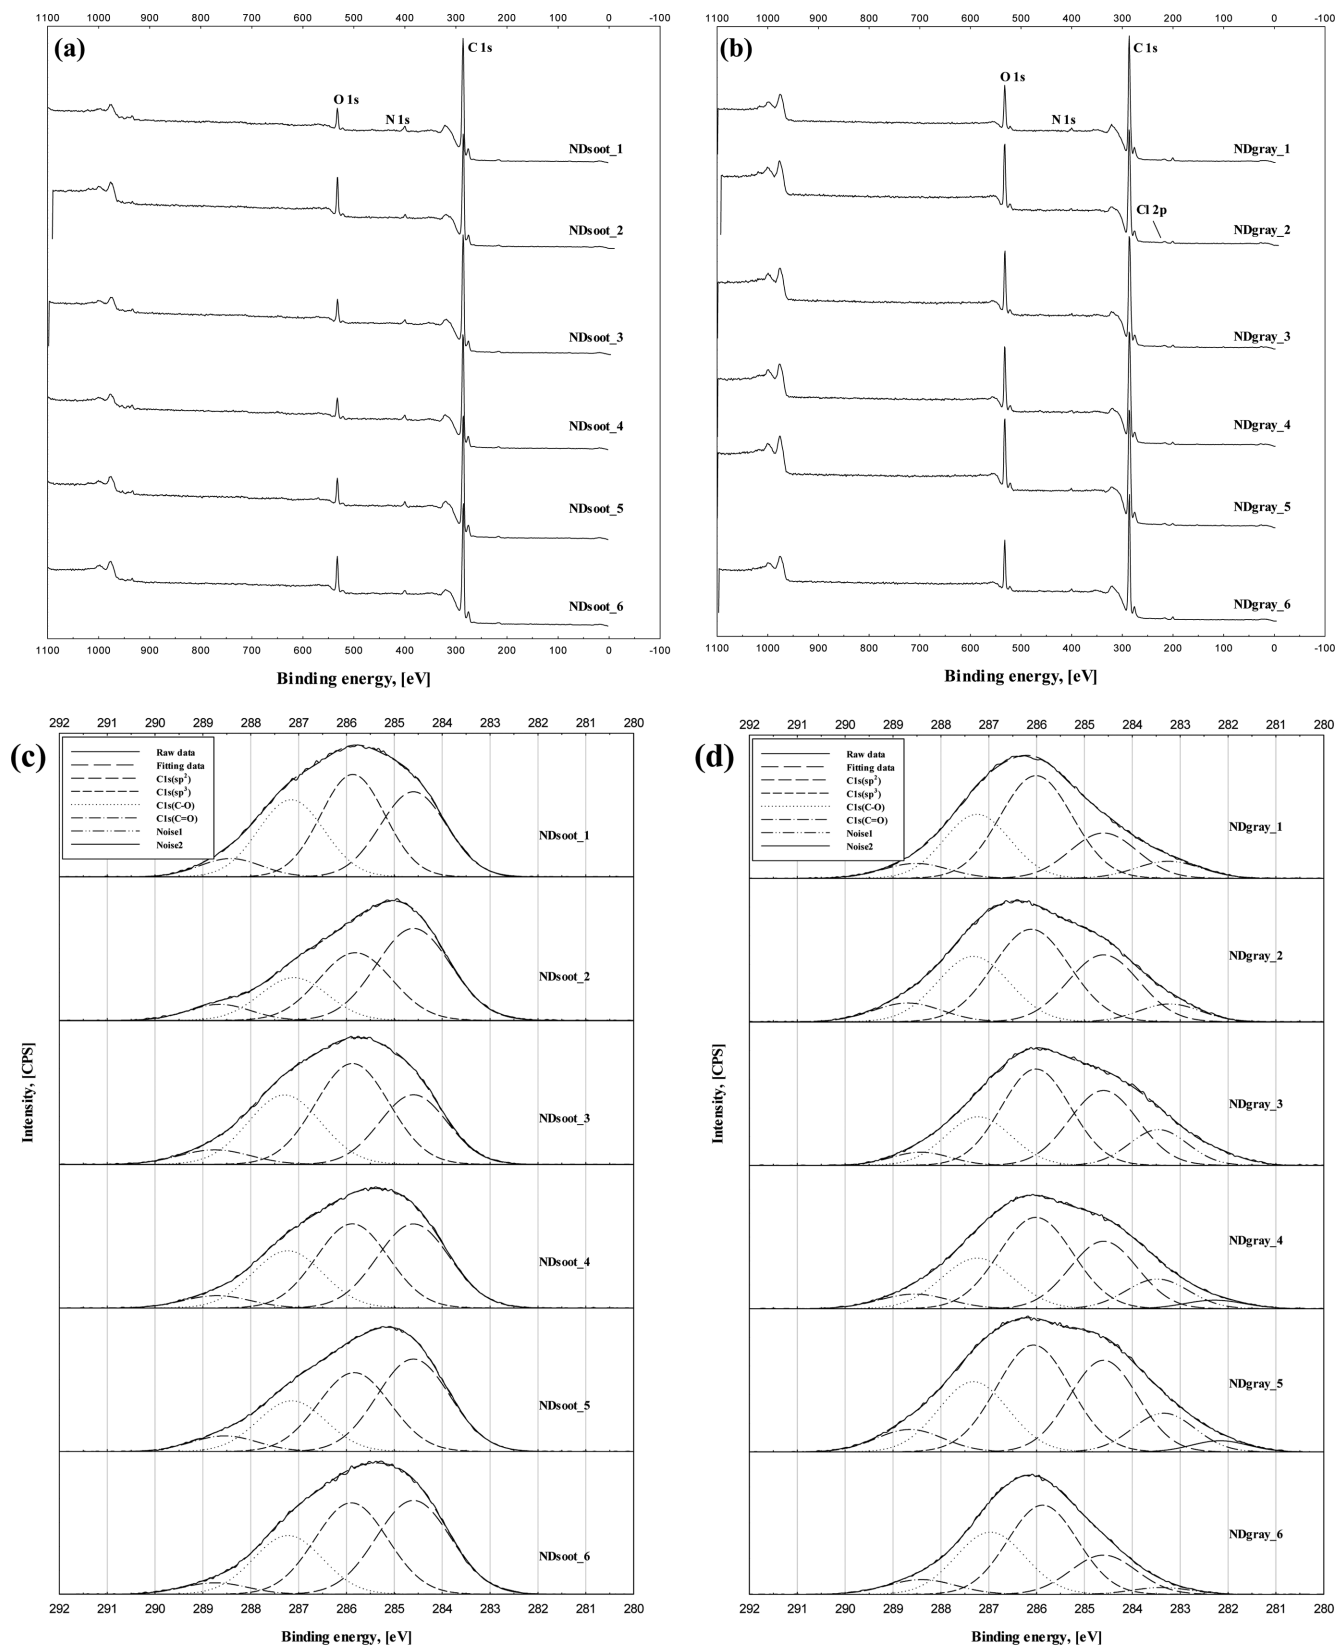 1100 1000 900 800 700 600 500 400 300 200 100 0 -100
(a)
C 1s
O 1s
N 1s
NDsoot_1
NDsoot_2
NDsoot_3
NDsoot_4
NDsoot_5
NDsoot_6
1100 1000 900 800 700 600 500 400 300 200 100 0 -100
Binding energy, [eV]
1100 1000 900 800 700 600 500 400 300 200 100 0 -100
(b)
C 1s
O 1s
N 1s
NDgray_1
Cl 2p
NDgray_2
NDgray_3
NDgray_4
NDgray_5
NDgray_6
1100 1000 900 800 700 600 500 400 300 200 100 0 -100
Binding energy, [eV]
292 291 290 289 288 287 286 285 284 283 282 281 280
(c)
Raw data
Fitting data
C1s(sp²)
C1s(sp³)
C1s(C-O)
C1s(C=O)
Noise1
Noise2
NDsoot_1
NDsoot_2
NDsoot_3
NDsoot_4
NDsoot_5
NDsoot_6
Intensity, [CPS]
292 291 290 289 288 287 286 285 284 283 282 281 280
Binding energy, [eV]
292 291 290 289 288 287 286 285 284 283 282 281 280
(d)
Raw data
Fitting data
C1s(sp²)
C1s(sp³)
C1s(C-O)
C1s(C=O)
Noise1
Noise2
NDgray_1
NDgray_2
NDgray_3
NDgray_4
NDgray_5
NDgray_6
Intensity, [CPS]
292 291 290 289 288 287 286 285 284 283 282 281 280
Binding energy, [eV]